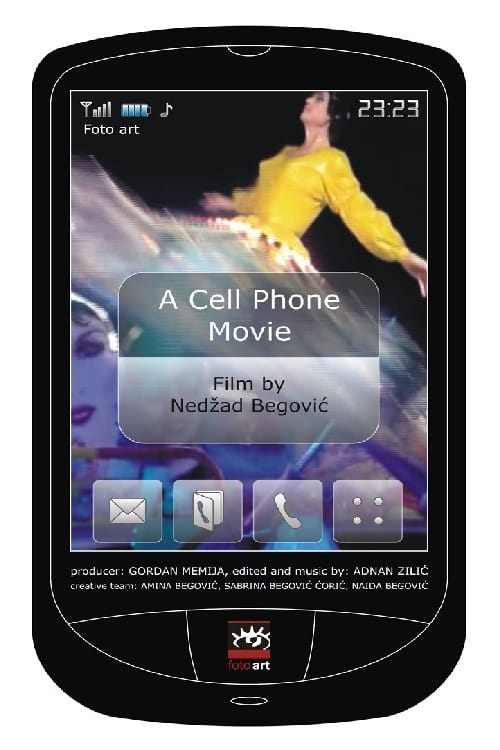 23:23
Foto art
A Cell Phone
Movie
Film by
Nedžad Begović
producer: GORDAN MEMIJA, edited and music by: ADNAN ZILIĆ
creative team: AMINA BEGOVIĆ, SABRINA BEGOVIĆ ĆORIĆ, NAIDA BEGOVIĆ
foto art